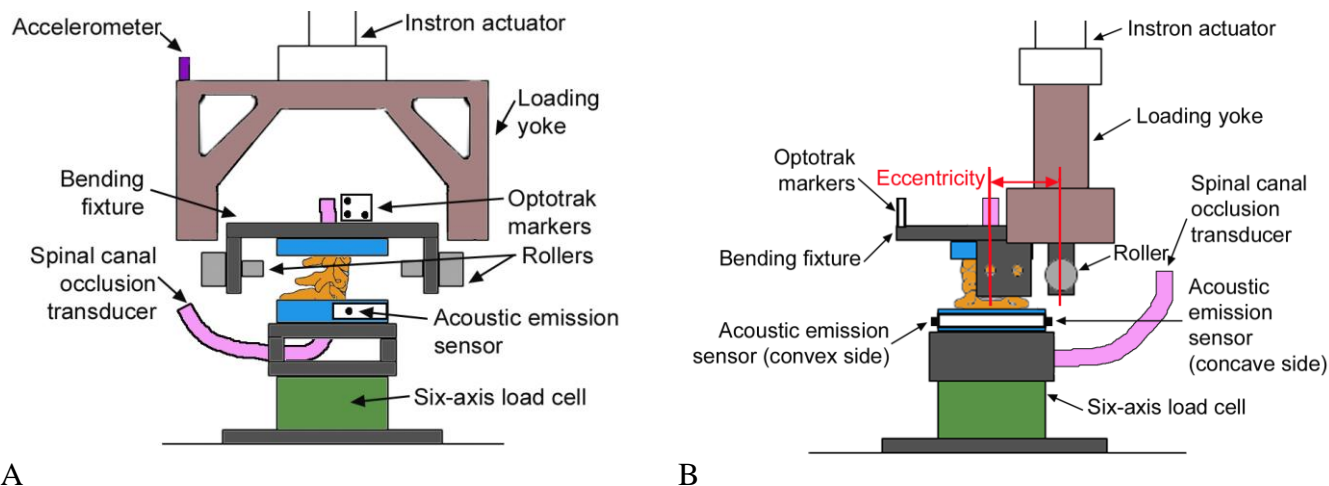 Accelerometer
Instron actuator
Loading
yoke
Bending
fixture
Optotrak
markers
Spinal canal
occlusion
transducer
Rollers
Acoustic emission
sensor
Six-axis load cell
A
Instron actuator
Loading yoke
Optotrak
markers
Eccentricity
Spinal canal
occlusion
transducer
Bending fixture
Roller
Acoustic emission
sensor (convex side)
Acoustic
emission
sensor
(concave side)
Six-axis load cell
B